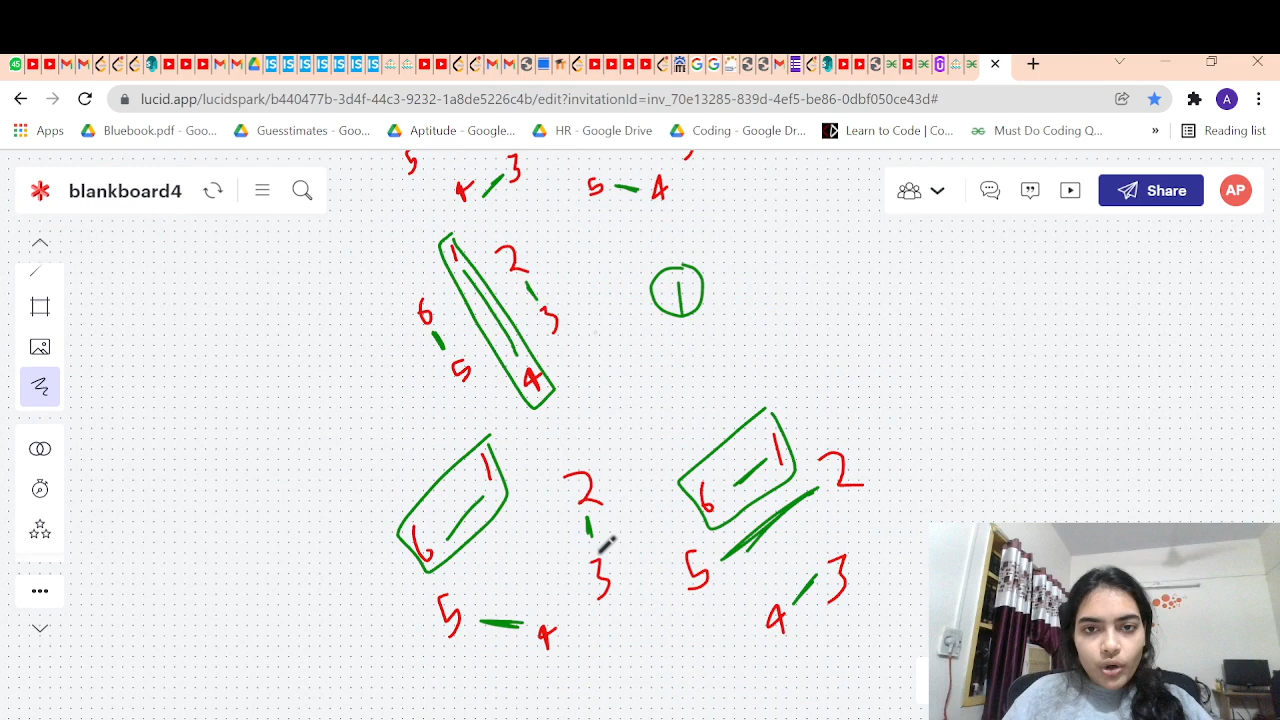 lucid.app/lucidspark/b440477b-3d4f-44c3-9232-1a8de5226c4b/edit?invitationId=inv_70e13285-839d-4ef5-be86-0dbf050ce43d#
A
Apps
Bluebook.pdf - Goo...
Guesstimates - Goo...
Aptitude - Google...
HR - Google Drive
Coding - Google Dr...
Learn to Code | Co...
Must Do Coding Q...
»
Reading list
blankboard4
Share
AP
5
4 3
5 4
1 2
6 3
5 4
1
1 2
6 3
5 4
1 2
6
5 3
4